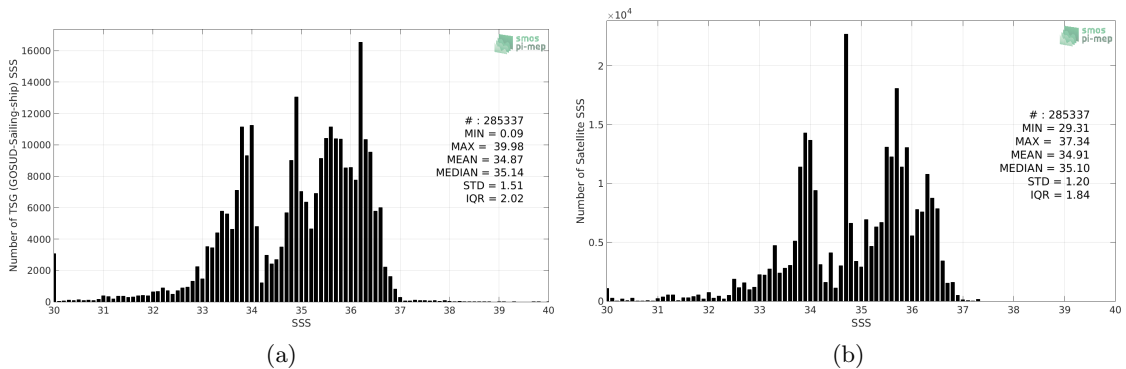 Number of TSG (GOSUD-Sailing-ship) SSS
16000
14000
12000
10000
8000
6000
4000
2000
0
30 31 32 33 34 35 36 37 38 39 40
SSS
smos
pi-mep
# : 285337
MIN = 0.09
MAX = 39.98
MEAN = 34.87
MEDIAN = 35.14
STD = 1.51
IQR = 2.02
(a)
×10⁴
Number of Satellite SSS
2
1.5
1
0.5
0
30 31 32 33 34 35 36 37 38 39 40
SSS
smos
pi-mep
# : 285337
MIN = 29.31
MAX = 37.34
MEAN = 34.91
MEDIAN = 35.10
STD = 1.20
IQR = 1.84
(b)